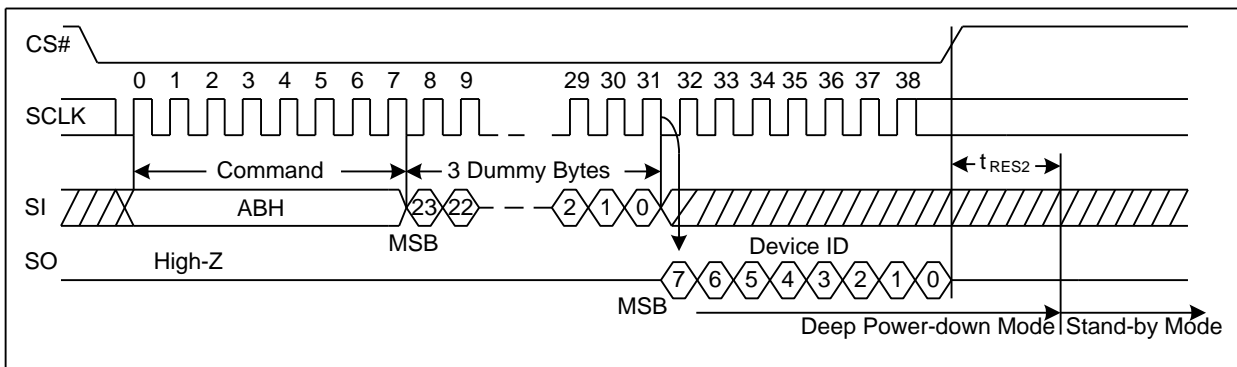 CS#
0 1 2 3 4 5 6 7 8 9 29 30 31 32 33 34 35 36 37 38
SCLK
Command 3 Dummy Bytes tRES2
SI ABH 23 22 2 1 0
MSB
SO High-Z Device ID
7 6 5 4 3 2 1 0
MSB
Deep Power-down Mode Stand-by Mode